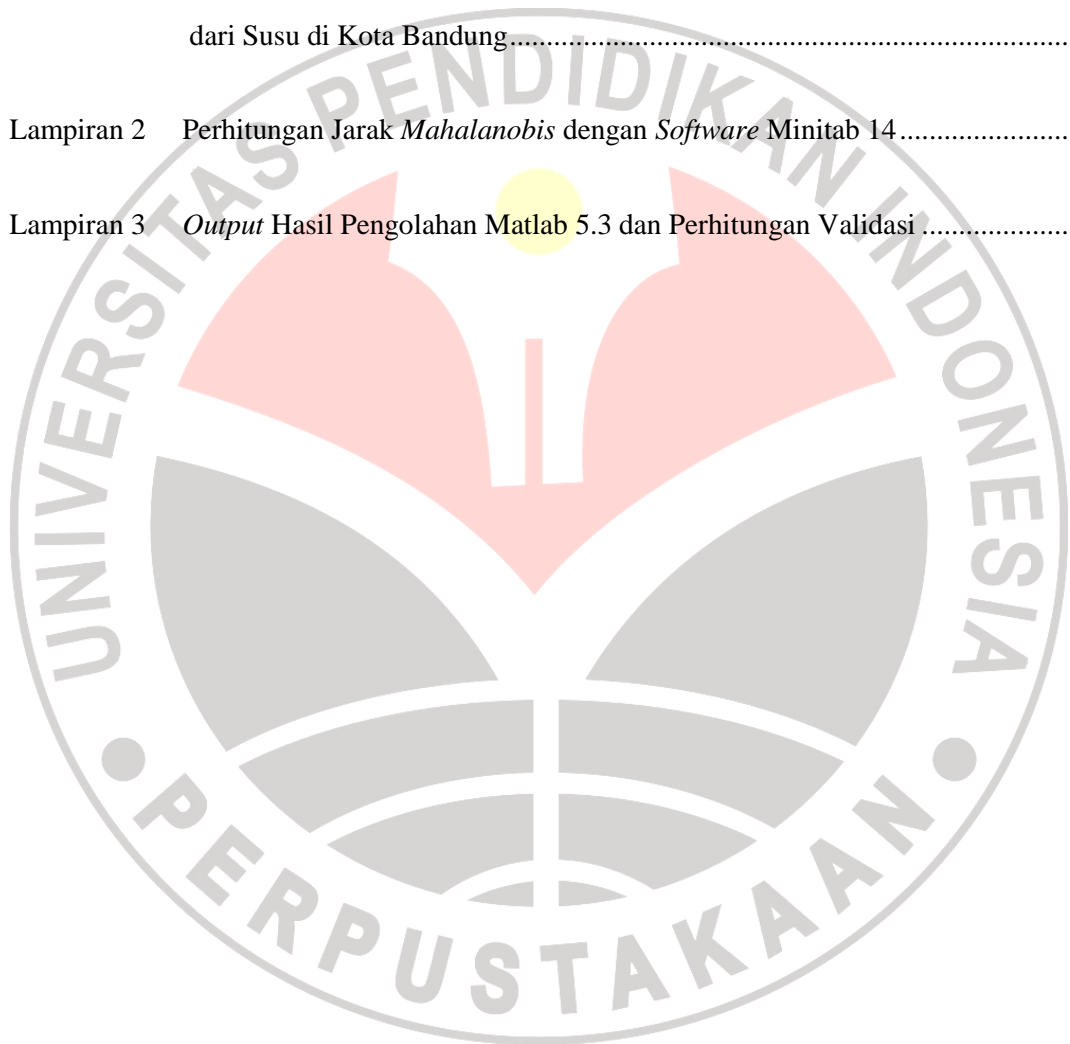 dari Susu di Kota Bandung..........................................................................
Lampiran 2 Perhitungan Jarak Mahalanobis dengan Software Minitab 14.......................
Lampiran 3 Output Hasil Pengolahan Matlab 5.3 dan Perhitungan Validasi....................
UNIVERSITAS PENDIDIKAN INDONESIA
PERPUSTAKAAN